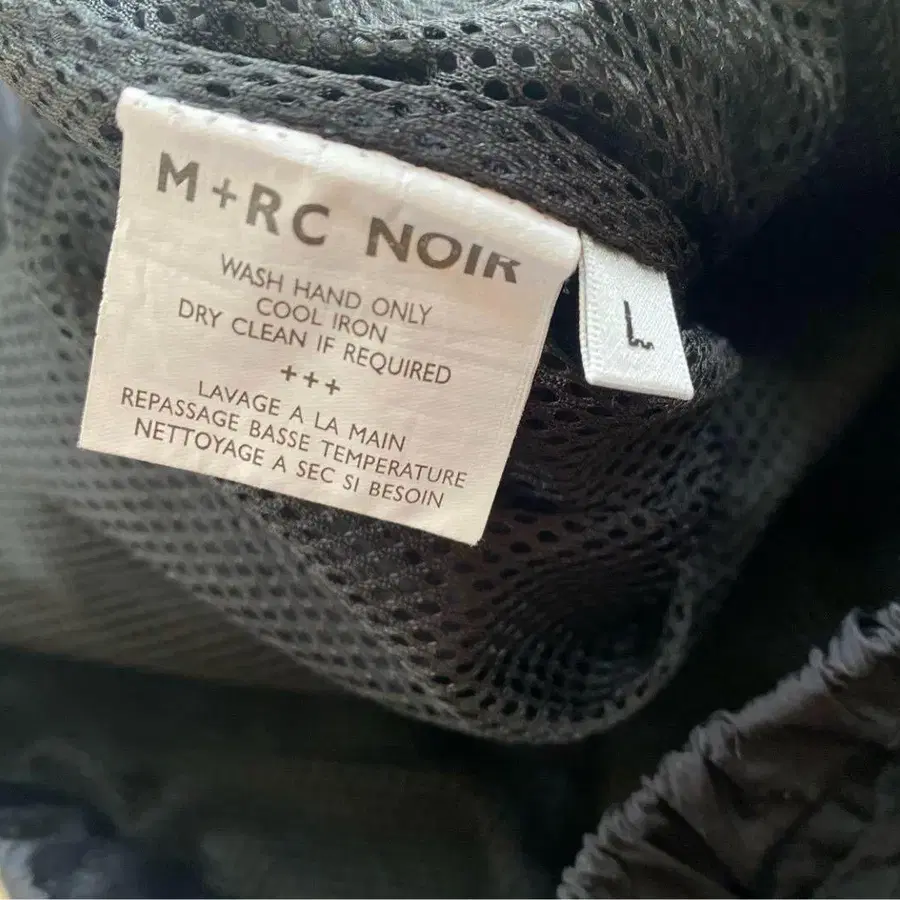 M+RC NOIR
WASH HAND ONLY
COOL IRON
DRY CLEAN IF REQUIRED
+++
LAVAGE A LA MAIN
REPASSAGE BASSE TEMPERATURE
NETTOYAGE A SEC SI BESOIN
L